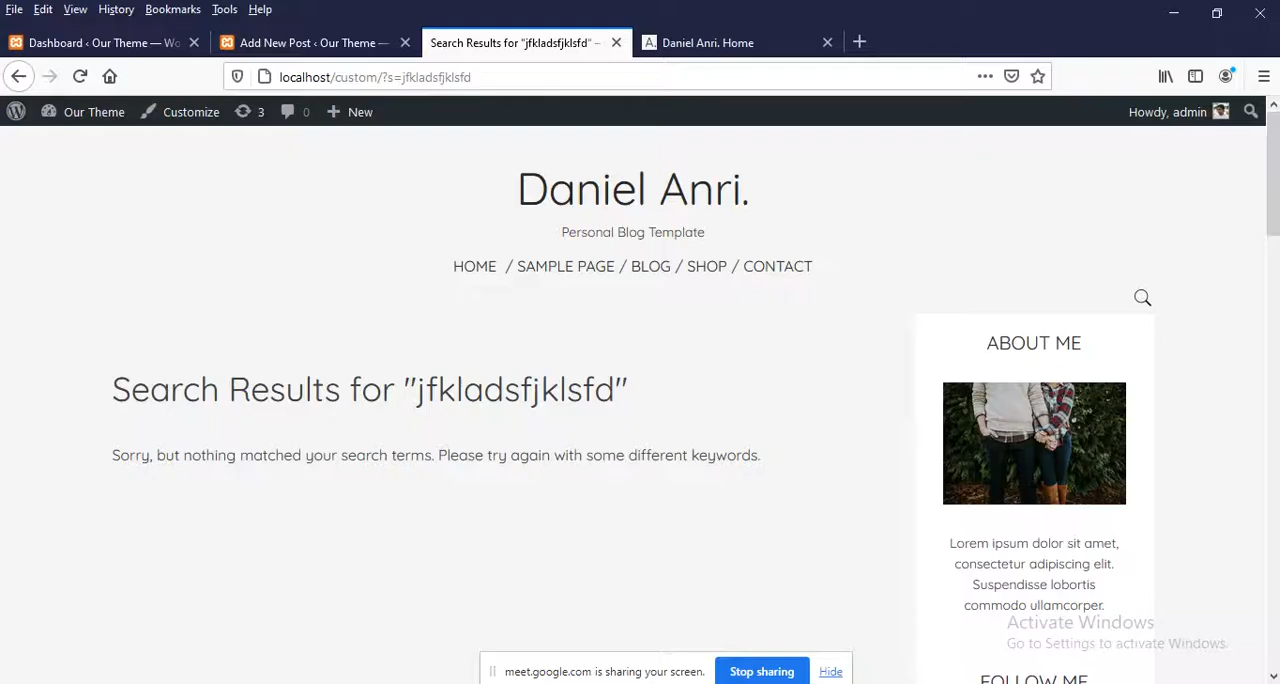 File Edit View History Bookmarks Tools Help
Dashboard ‹ Our Theme — Wo
Add New Post ‹ Our Theme —
Search Results for "jfkladsfjklsfd" –
A. Daniel Anri. Home
localhost/custom/?s=jfkladsfjklsfd
Our Theme Customize 3 0 New Howdy, admin
Daniel Anri.
Personal Blog Template
HOME / SAMPLE PAGE / BLOG / SHOP / CONTACT
ABOUT ME
Search Results for "jfkladsfjklsfd"
Sorry, but nothing matched your search terms. Please try again with some different keywords.
Lorem ipsum dolor sit amet,
consectetur adipiscing elit.
Suspendisse lobortis
commodo ullamcorper.
Activate Windows
Go to Settings to activate Windows.
FOLLOW ME
meet.google.com is sharing your screen. Stop sharing Hide